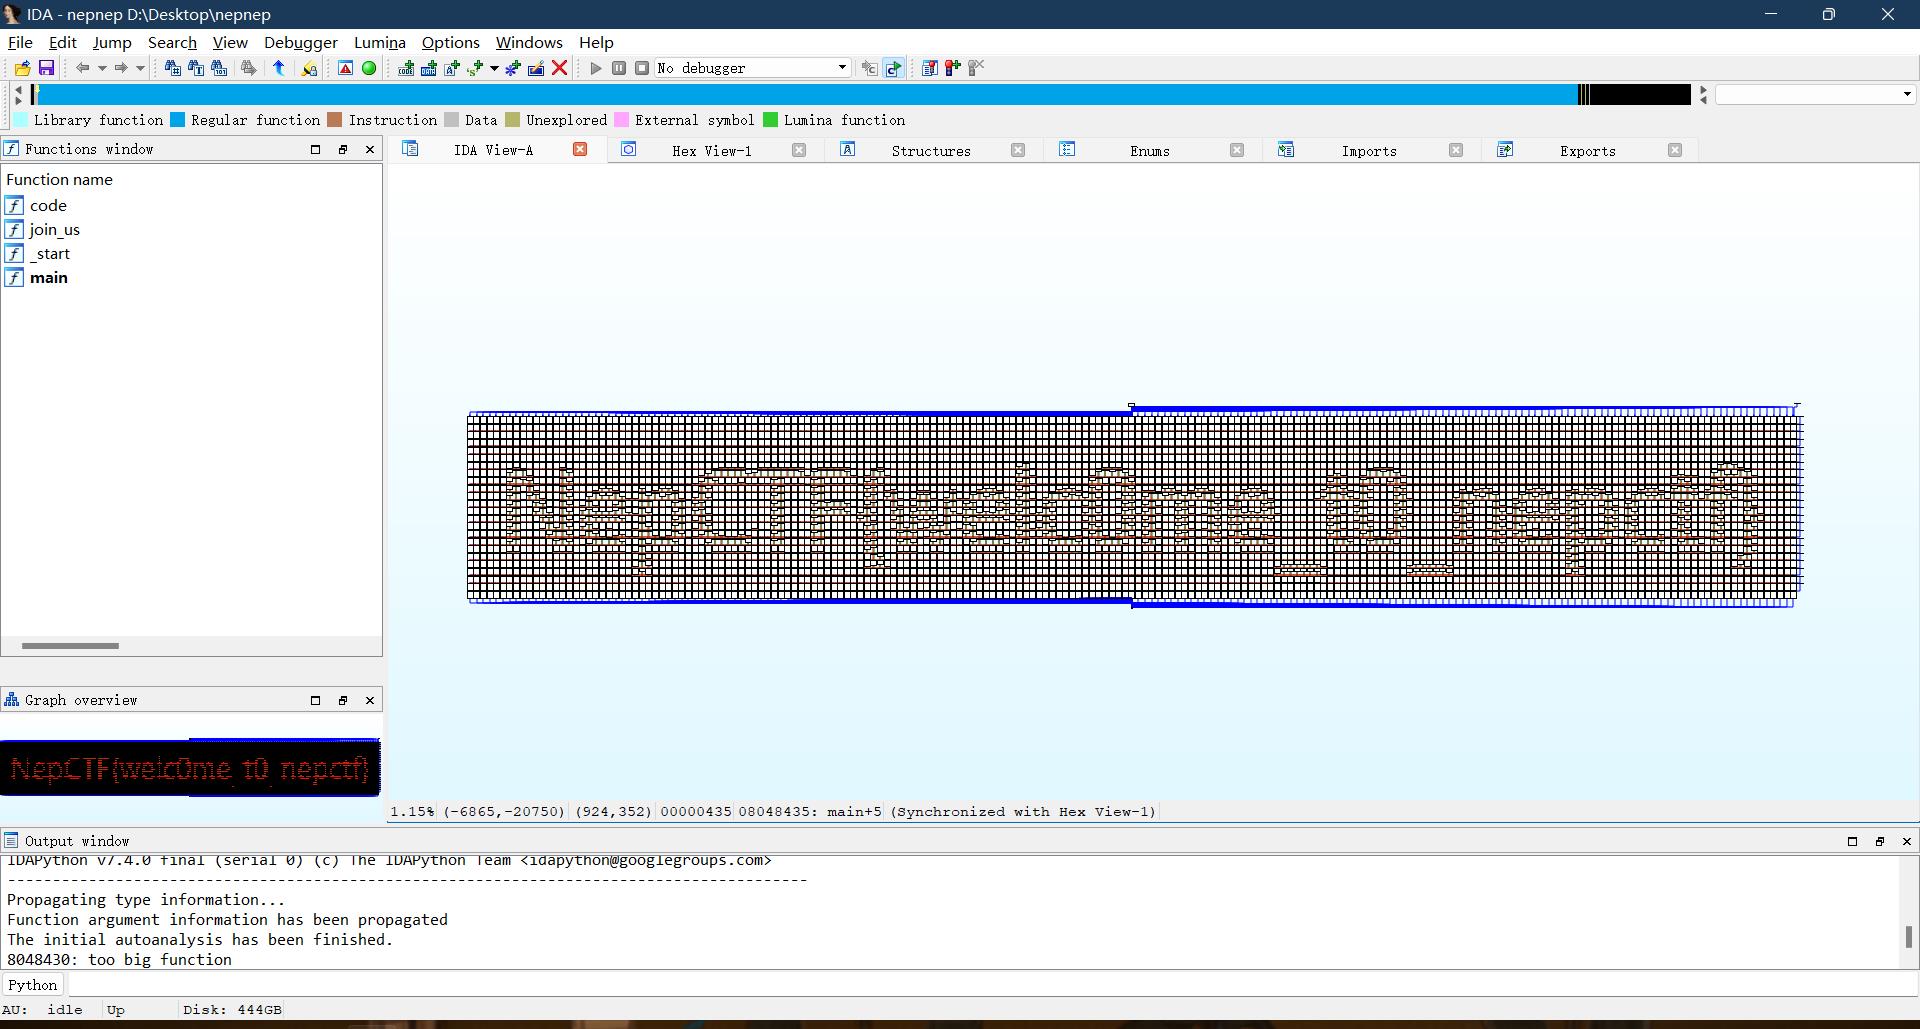 IDA - nepnep D:\Desktop\nepnep
File Edit Jump Search View Debugger Lumina Options Windows Help
No debugger
Library function Regular function Instruction Data Unexplored External symbol Lumina function
Functions window
IDA View-A Hex View-1 Structures Enums Imports Exports
Function name
code
join_us
_start
main
NepCTF{welc0me_t0_nepctf}
Graph overview
NepCTF{welc0me_t0_nepctf}
1.15% (-6865,-20750) (924,352) 00000435 08048435: main+5 (Synchronized with Hex View-1)
Output window
IDAPython v7.4.0 final (serial 0) (c) The IDAPython Team <idapython@googlegroups.com>
Propagating type information...
Function argument information has been propagated
The initial autoanalysis has been finished.
8048430: too big function
Python
AU: idle Up Disk: 444GB